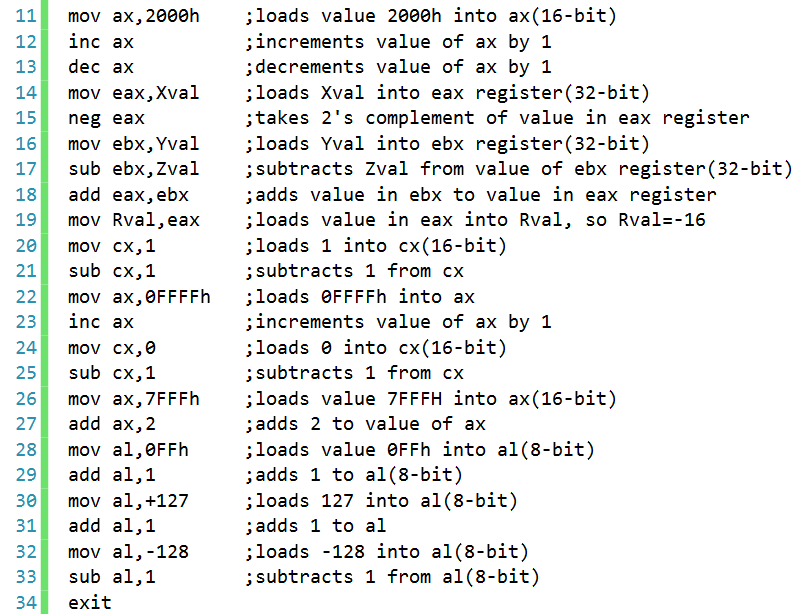 11 mov ax,2000h ;loads value 2000h into ax(16-bit)
12 inc ax ;increments value of ax by 1
13 dec ax ;decrements value of ax by 1
14 mov eax,Xval ;loads Xval into eax register(32-bit)
15 neg eax ;takes 2's complement of value in eax register
16 mov ebx,Yval ;loads Yval into ebx register(32-bit)
17 sub ebx,Zval ;subtracts Zval from value of ebx register(32-bit)
18 add eax,ebx ;adds value in ebx to value in eax register
19 mov Rval,eax ;loads value in eax into Rval, so Rval=-16
20 mov cx,1 ;loads 1 into cx(16-bit)
21 sub cx,1 ;subtracts 1 from cx
22 mov ax,0FFFFh ;loads 0FFFFh into ax
23 inc ax ;increments value of ax by 1
24 mov cx,0 ;loads 0 into cx(16-bit)
25 sub cx,1 ;subtracts 1 from cx
26 mov ax,7FFFh ;loads value 7FFFH into ax(16-bit)
27 add ax,2 ;adds 2 to value of ax
28 mov al,0FFh ;loads value 0FFh into al(8-bit)
29 add al,1 ;adds 1 to al(8-bit)
30 mov al,+127 ;loads 127 into al(8-bit)
31 add al,1 ;adds 1 to al
32 mov al,-128 ;loads -128 into al(8-bit)
33 sub al,1 ;subtracts 1 from al(8-bit)
34 exit